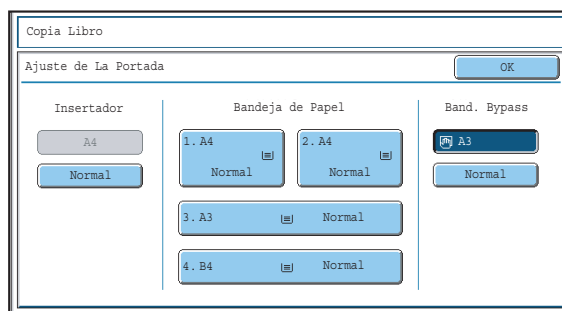 Copia Libro
Ajuste de La Portada
OK
Insertador
Bandeja de Papel
Band. Bypass
A4
Normal
1. A4
Normal
2. A4
Normal
3. A3 Normal
4. B4 Normal
A3
Normal